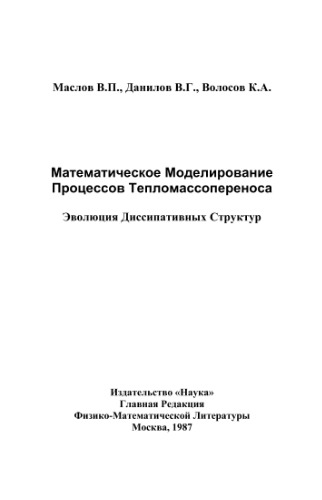 Маслов В.П., Данилов В.Г., Волосов К.А.
Математическое Моделирование
Процессов Тепломассопереноса
Эволюция Диссипативных Структур
Издательство «Наука»
Главная Редакция
Физико-Математической Литературы
Москва, 1987